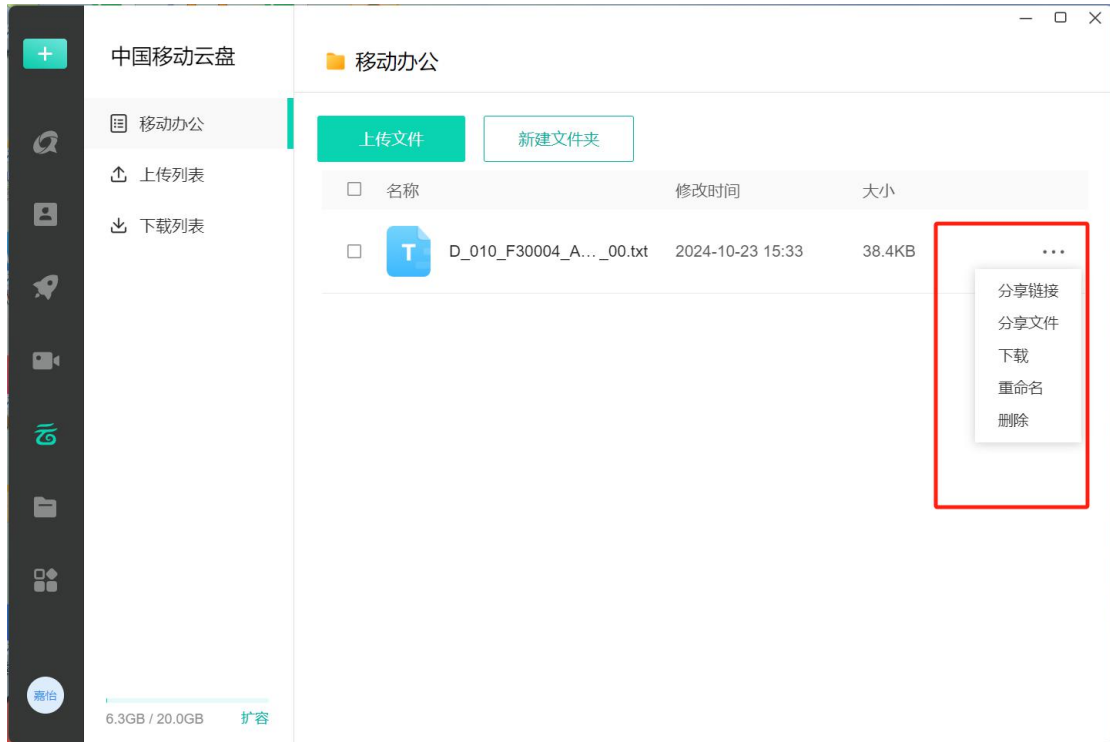 中国移动云盘
移动办公
上传列表
下载列表
嘉怡
6.3GB / 20.0GB 扩容
移动办公
上传文件 新建文件夹
名称 修改时间 大小
T D_010_F30004_A... _00.txt 2024-10-23 15:33 38.4KB ...
分享链接
分享文件
下载
重命名
删除